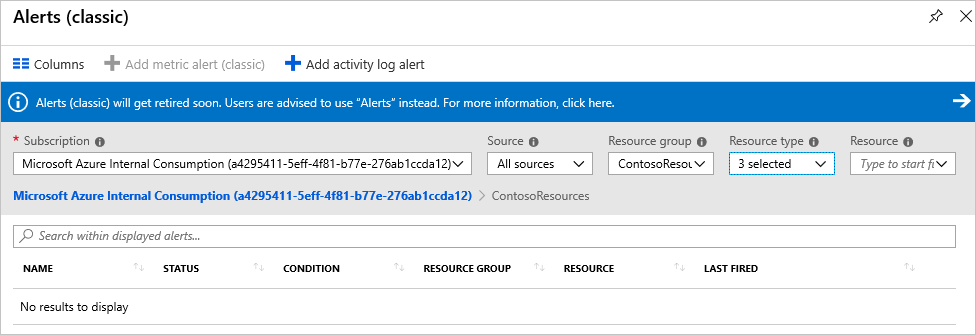 Alerts (classic)
Columns Add metric alert (classic) Add activity log alert
Alerts (classic) will get retired soon. Users are advised to use "Alerts" instead. For more information, click here.
* Subscription Source Resource group Resource type Resource
Microsoft Azure Internal Consumption (a4295411-5eff-4f81-b77e-276ab1ccda12) All sources ContosoResou 3 selected Type to start fi
Microsoft Azure Internal Consumption (a4295411-5eff-4f81-b77e-276ab1ccda12) > ContosoResources
Search within displayed alerts...
NAME STATUS CONDITION RESOURCE GROUP RESOURCE LAST FIRED
No results to display